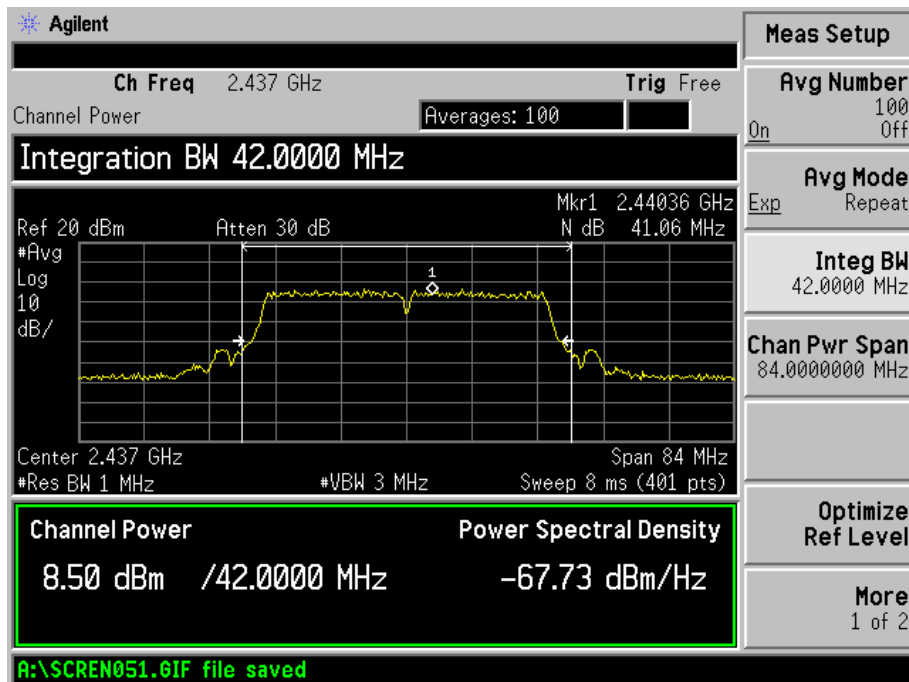 Agilent
Meas Setup
Ch Freq 2.437 GHz Trig Free
Channel Power Averages: 100
Integration BW 42.0000 MHz
Mkr1 2.44036 GHz
Ref 20 dBm Atten 30 dB N dB 41.06 MHz
#Avg
Log
10
dB/
1
Center 2.437 GHz Span 84 MHz
#Res BW 1 MHz #VBW 3 MHz Sweep 8 ms (401 pts)
Channel Power Power Spectral Density
8.50 dBm /42.0000 MHz -67.73 dBm/Hz
A:\SCREN051.GIF file saved
Avg Number
100
On Off
Avg Mode
Exp Repeat
Integ BW
42.0000 MHz
Chan Pwr Span
84.0000000 MHz
Optimize
Ref Level
More
1 of 2